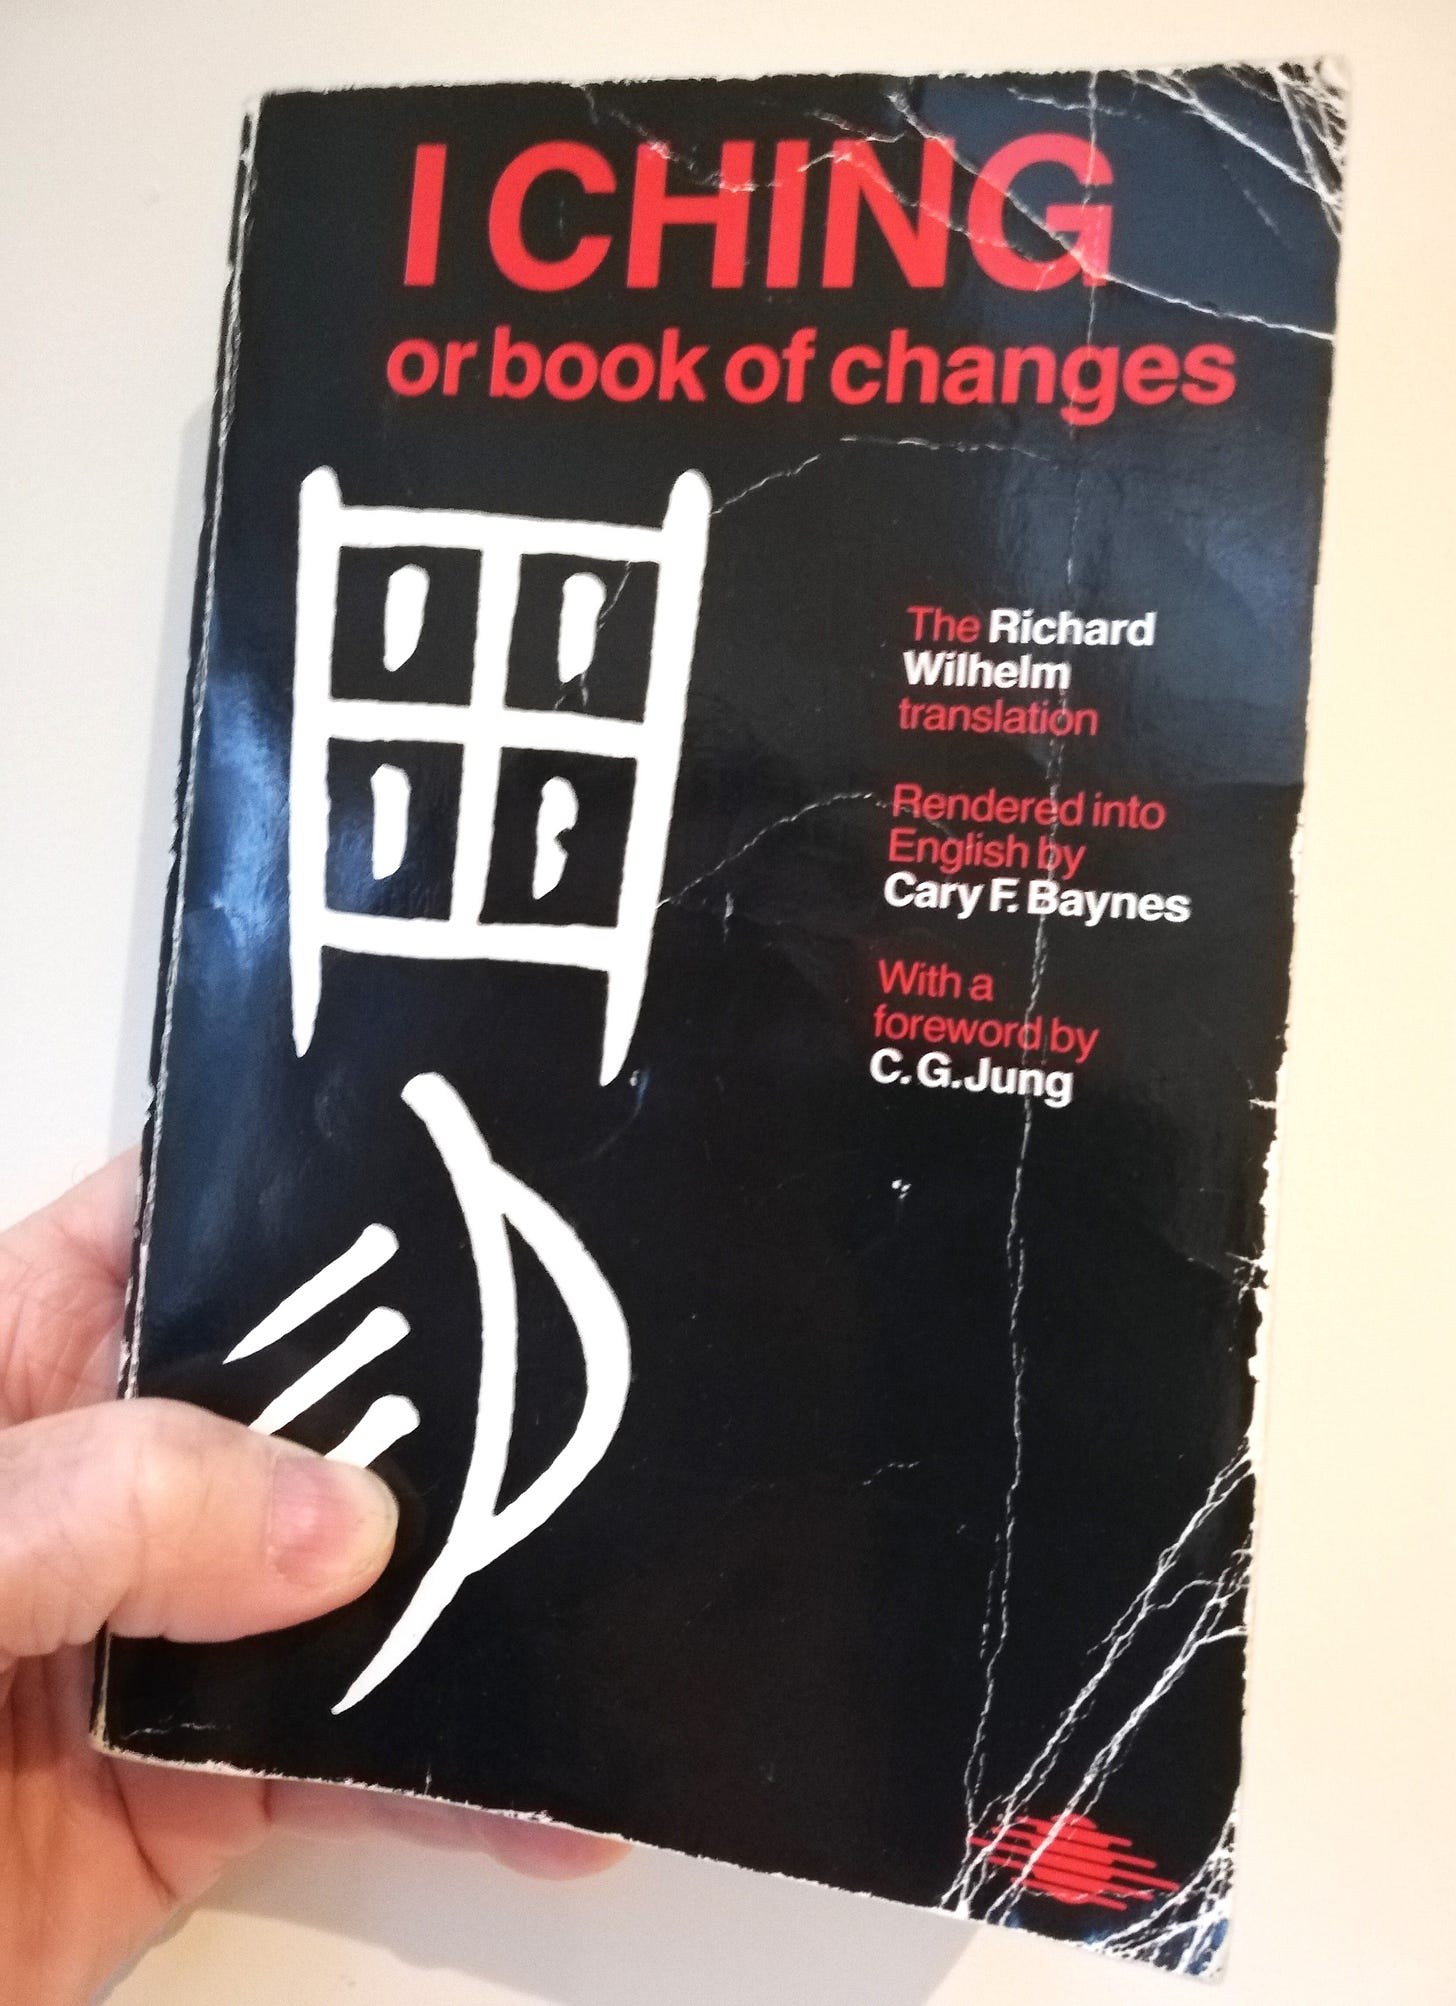 I CHING
or book of changes
The Richard
Wilhelm
translation
Rendered into
English by
Cary F. Baynes
With a
foreword by
C.G.Jung